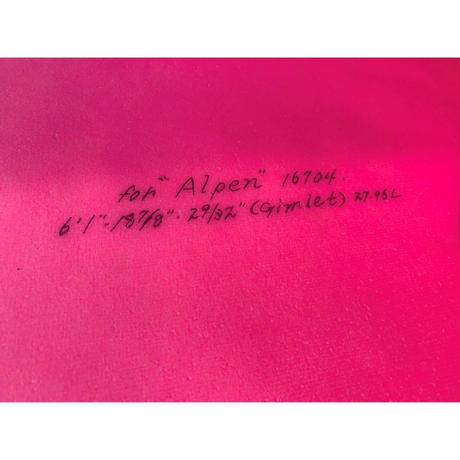 for "Alpen" 16704.
6'1"-18 7/8"- 2 9/32" (Gimlet) 27.95L